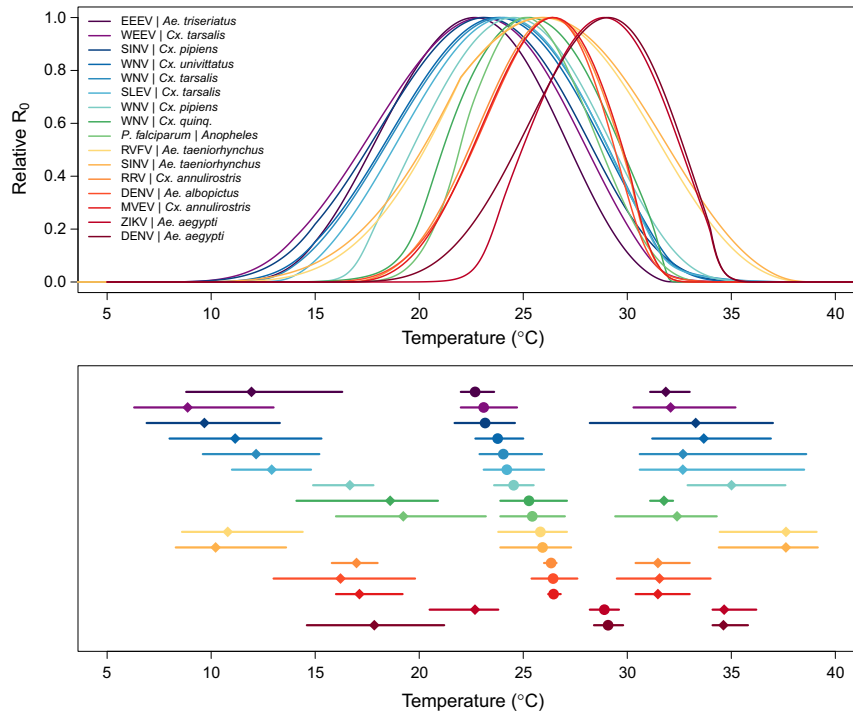 1.0
0.8
0.6
0.4
0.2
0.0
Relative R0
EEEV | Ae. triseriatus
WEEV | Cx. tarsalis
SINV | Cx. pipiens
WNV | Cx. univittatus
WNV | Cx. tarsalis
SLEV | Cx. tarsalis
WNV | Cx. pipiens
WNV | Cx. quinq.
P. falciparum | Anopheles
RVFV | Ae. taeniorhynchus
SINV | Ae. taeniorhynchus
RRV | Cx. annulirostris
DENV | Ae. albopictus
MVEV | Cx. annulirostris
ZIKV | Ae. aegypti
DENV | Ae. aegypti
5 10 15 20 25 30 35 40
Temperature (°C)
5 10 15 20 25 30 35 40
Temperature (°C)